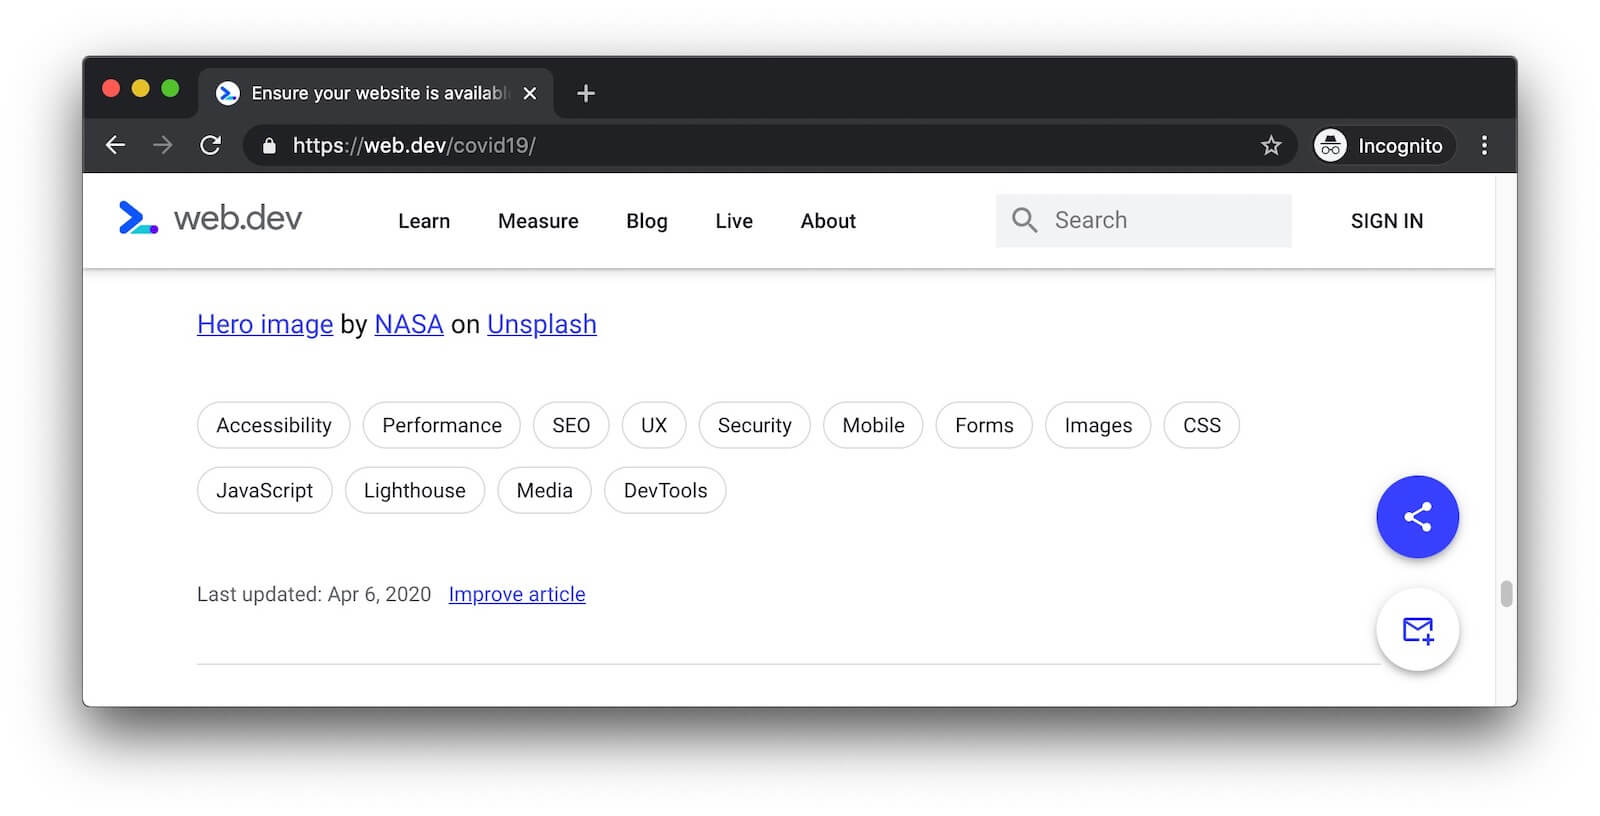 Ensure your website is availabl
https://web.dev/covid19/
Incognito
web.dev
Learn Measure Blog Live About Search SIGN IN
Hero image by NASA on Unsplash
Accessibility Performance SEO UX Security Mobile Forms Images CSS
JavaScript Lighthouse Media DevTools
Last updated: Apr 6, 2020 Improve article